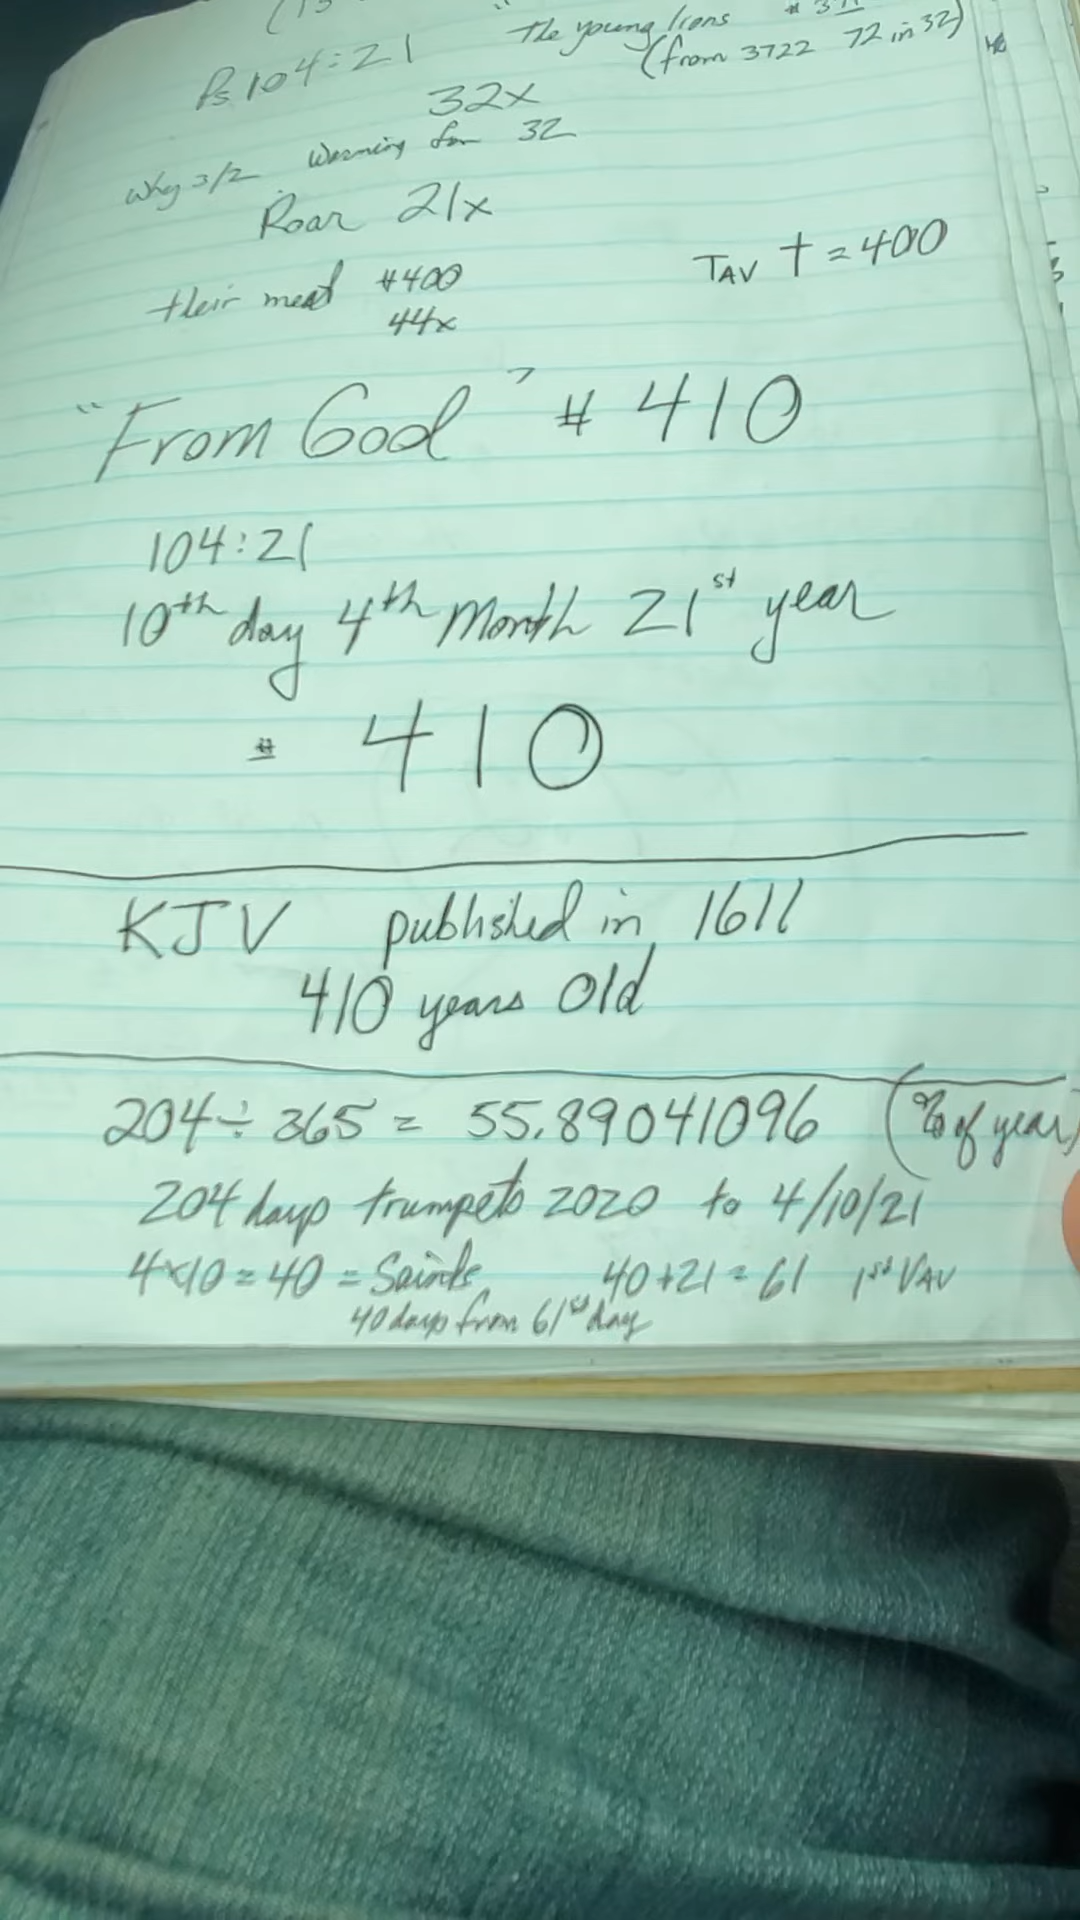 "the young lions
Ps 104:21 (from 3722 72 in 32)
32x
Why 3/2 Warning for 32
Roar 21x
their meat #400 TAV † = 400
44x
"From God" # 410
104:21
10th day 4th Month 21st year
# 410
KJV published in 1611
410 years old
204 ÷ 365 = 55.89041096 (% of year)
204 days trumpets 2020 to 4/10/21
4x10 = 40 = Saints 40+21 = 61 1st VAV
40 days from 61st day